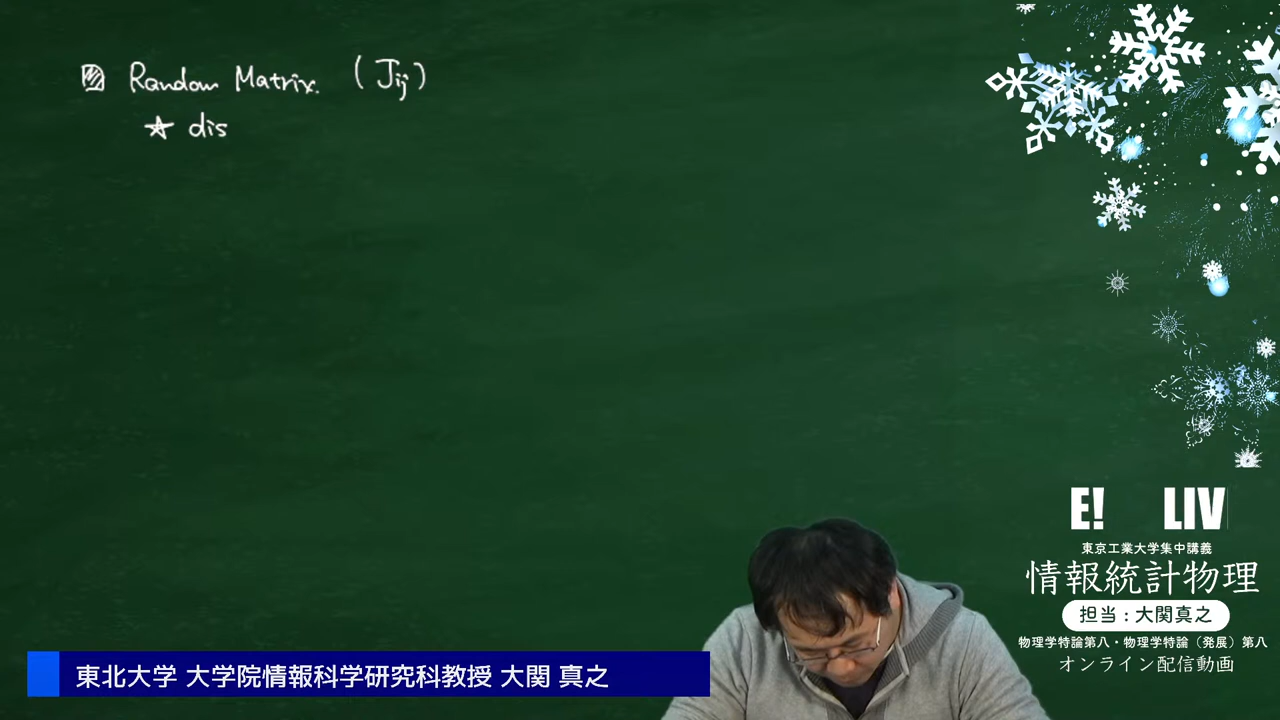 Random Matrix. (Jij)
☆ dis
E! LIV
東京工業大学集中講義
情報統計物理
担当：大関真之
物理学特論第八・物理学特論（発展）第八
オンライン配信動画
東北大学 大学院情報科学研究科教授 大関 真之